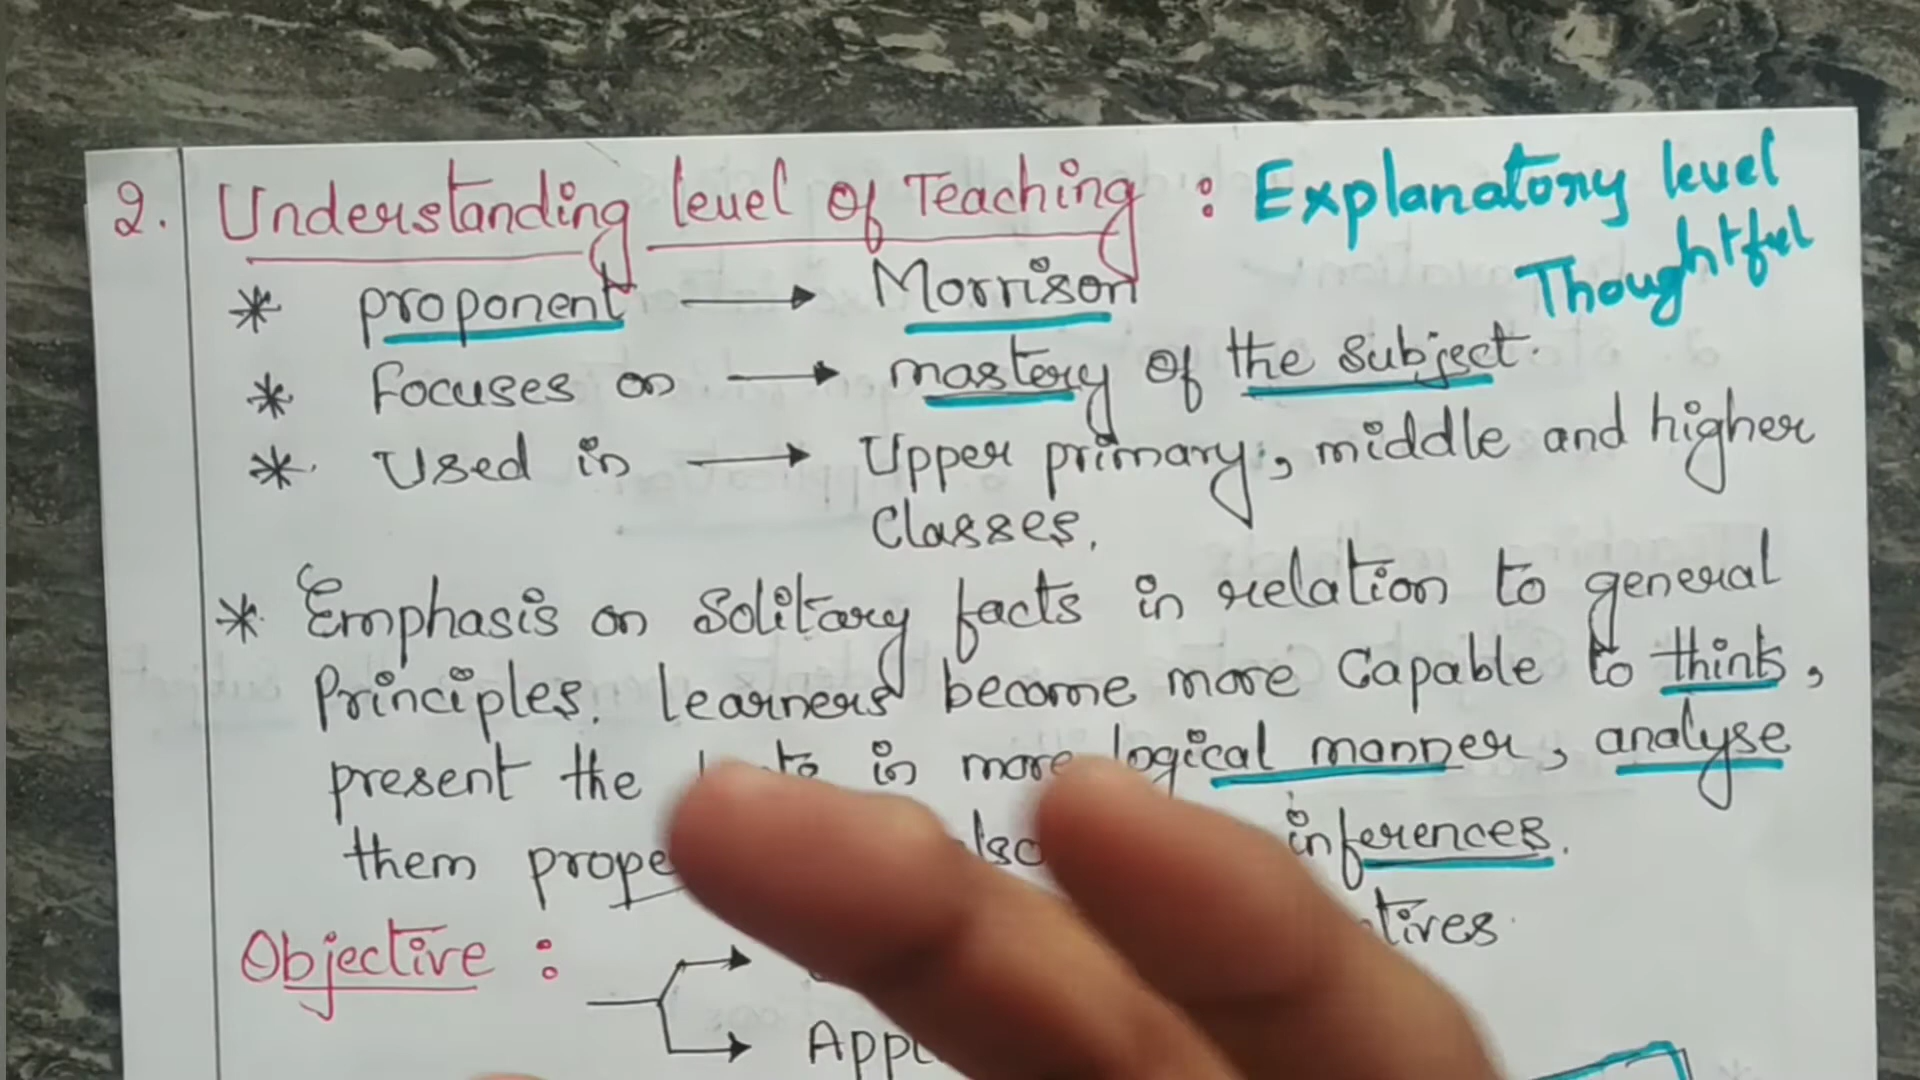 2. Understanding level of Teaching : Explanatory level
Thoughtful
* proponent → Morrison
* Focuses on → mastery of the subject.
* Used in → Upper primary, middle and higher
classes.
* Emphasis on Solitary facts in relation to general
Principles. learners become more capable to think,
present the in more logical manner, analyse
them inferences.
Objective :